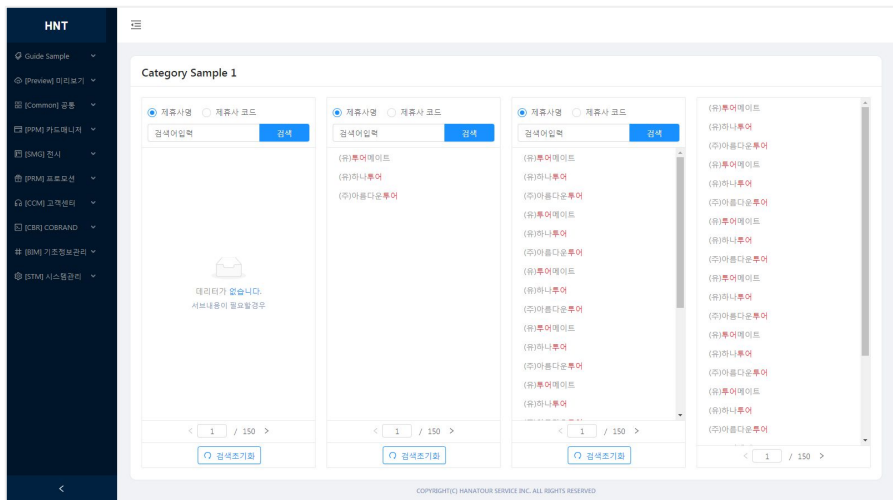 HNT
Guide Sample
[Preview] 미리보기
[Common] 공통
[PPM] 카드매니저
[SMG] 전시
[PRM] 프로모션
[CCM] 고객센터
[CBR] COBRAND
[BIM] 기초정보관리
[STM] 시스템관리
Category Sample 1
제휴사명 제휴사 코드
검색어입력 검색
데리터가 없습니다.
서브내용이 필요할경우
< 1 / 150 >
검색초기화
제휴사명 제휴사 코드
검색어입력 검색
(유)투어메이트
(유)하나투어
(주)아름다운투어
< 1 / 150 >
검색초기화
제휴사명 제휴사 코드
검색어입력 검색
(유)투어메이트
(유)하나투어
(주)아름다운투어
(유)투어메이트
(유)하나투어
(주)아름다운투어
(유)투어메이트
(유)하나투어
(주)아름다운투어
(유)투어메이트
(유)하나투어
(주)아름다운투어
(유)투어메이트
(유)하나투어
< 1 / 150 >
검색초기화
(유)투어메이트
(유)하나투어
(주)아름다운투어
(유)투어메이트
(유)하나투어
(주)아름다운투어
(유)투어메이트
(유)하나투어
(주)아름다운투어
(유)투어메이트
(유)하나투어
(주)아름다운투어
(유)투어메이트
(유)하나투어
(주)아름다운투어
(유)투어메이트
(유)하나투어
(주)아름다운투어
< 1 / 150 >
COPYRIGHT(C) HANATOUR SERVICE INC. ALL RIGHTS RESERVED